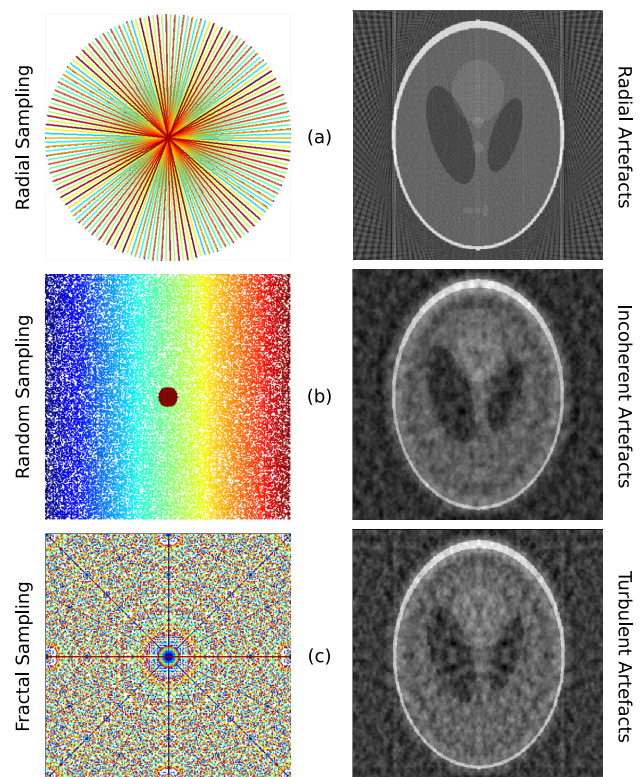 Radial Sampling
(a)
Radial Artefacts
Random Sampling
(b)
Incoherent Artefacts
Fractal Sampling
(c)
Turbulent Artefacts